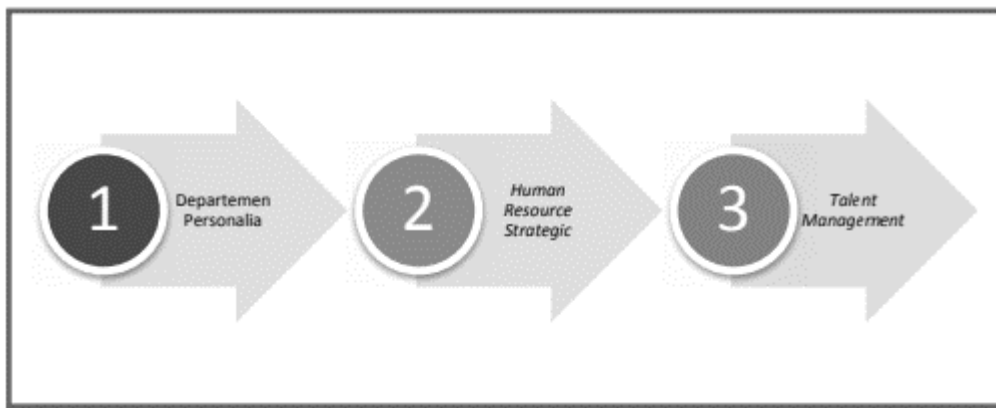 1
Departemen
Personalia
2
Human
Resource
Strategic
3
Talent
Management